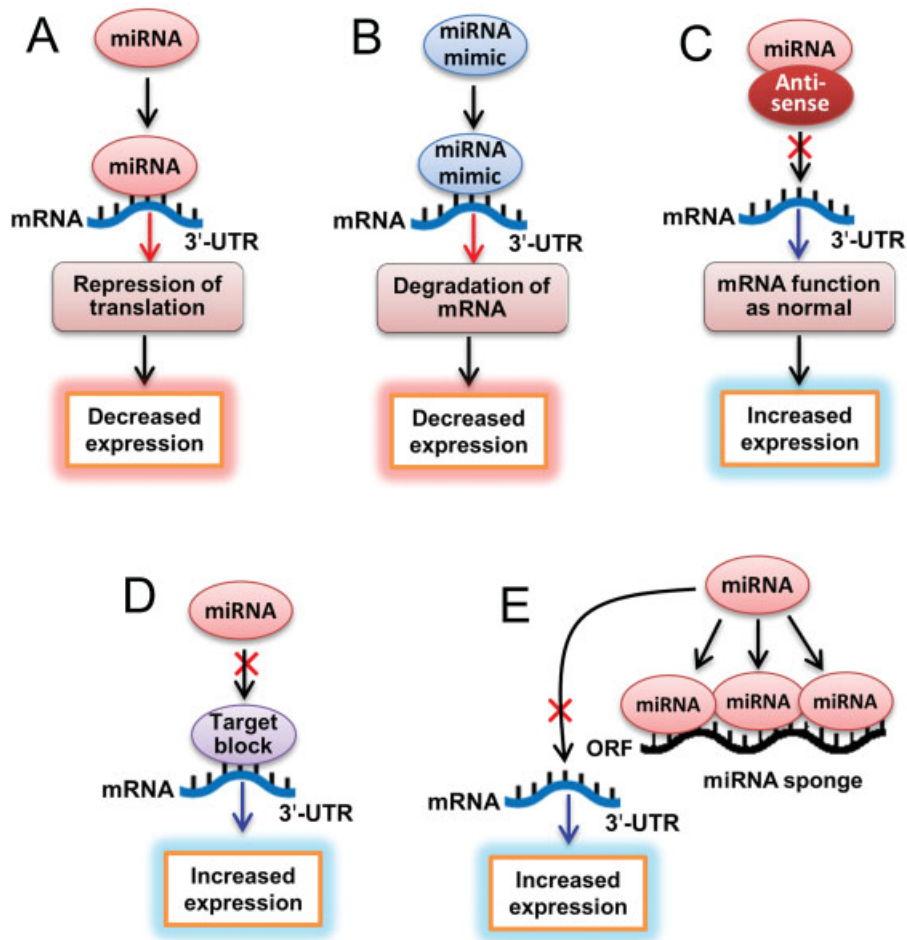 A
miRNA
miRNA
mRNA
3'-UTR
Repression of
translation
Decreased
expression
B
miRNA
mimic
miRNA
mimic
mRNA
3'-UTR
Degradation of
mRNA
Decreased
expression
C
miRNA
Anti-
sense
mRNA
3'-UTR
mRNA function
as normal
Increased
expression
D
miRNA
Target
block
mRNA
3'-UTR
Increased
expression
E
miRNA
miRNA
miRNA
miRNA
ORF
miRNA sponge
mRNA
3'-UTR
Increased
expression